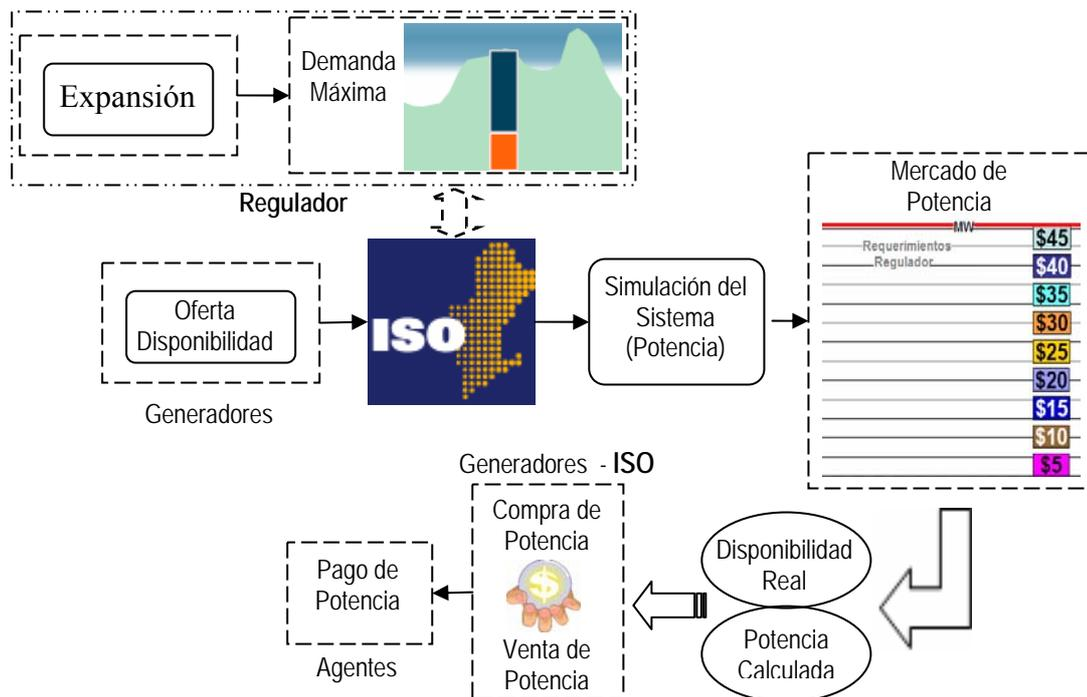 Expansión
Demanda
Máxima
Regulador
Oferta
Disponibilidad
Generadores
ISO
Simulación del
Sistema
(Potencia)
Mercado de
Potencia
MW
Requerimientos
Regulador
$45
$40
$35
$30
$25
$20
$15
$10
$5
Disponibilidad
Real
Potencia
Calculada
Generadores - ISO
Compra de
Potencia
$
Venta de
Potencia
Pago de
Potencia
Agentes